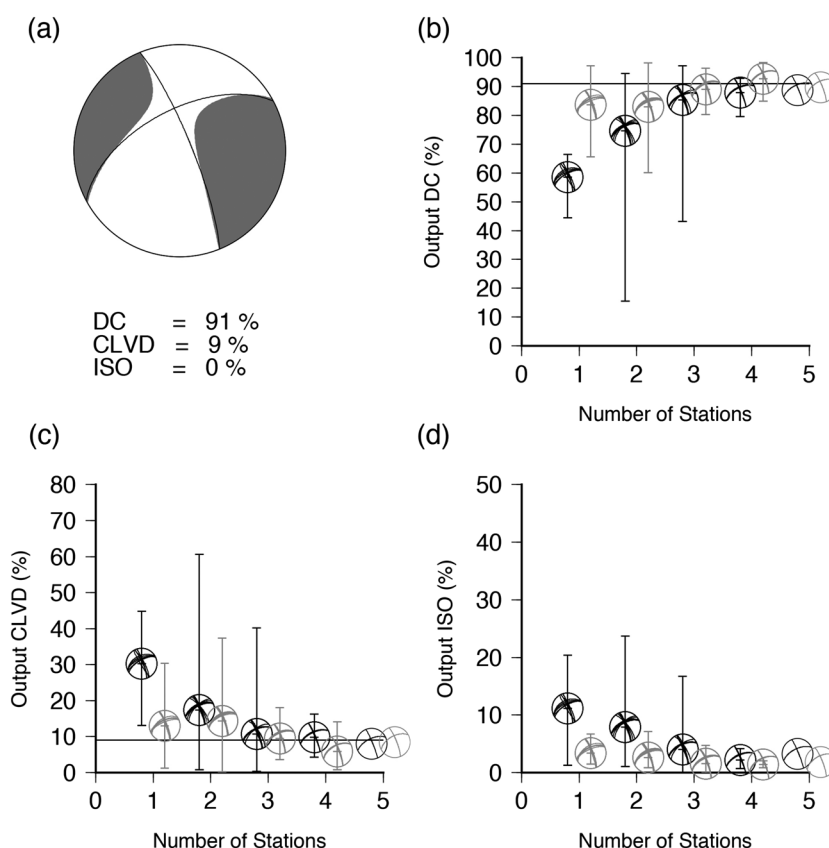 (a)
DC = 91 %
CLVD = 9 %
ISO = 0 %
(b)
100
90
80
70
60
50
40
30
20
10
0
Output DC (%)
0 1 2 3 4 5
Number of Stations
(c)
80
70
60
50
40
30
20
10
0
Output CLVD (%)
0 1 2 3 4 5
Number of Stations
(d)
50
40
30
20
10
0
Output ISO (%)
0 1 2 3 4 5
Number of Stations